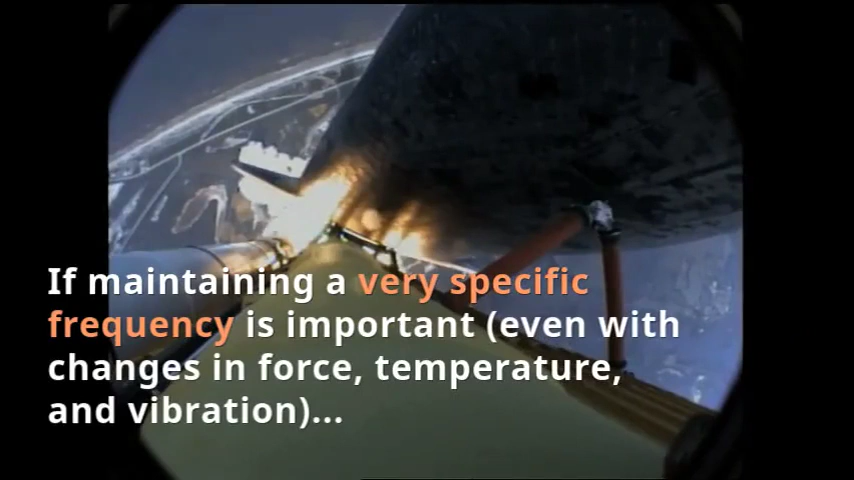 If maintaining a very specific
frequency is important (even with
changes in force, temperature,
and vibration)...